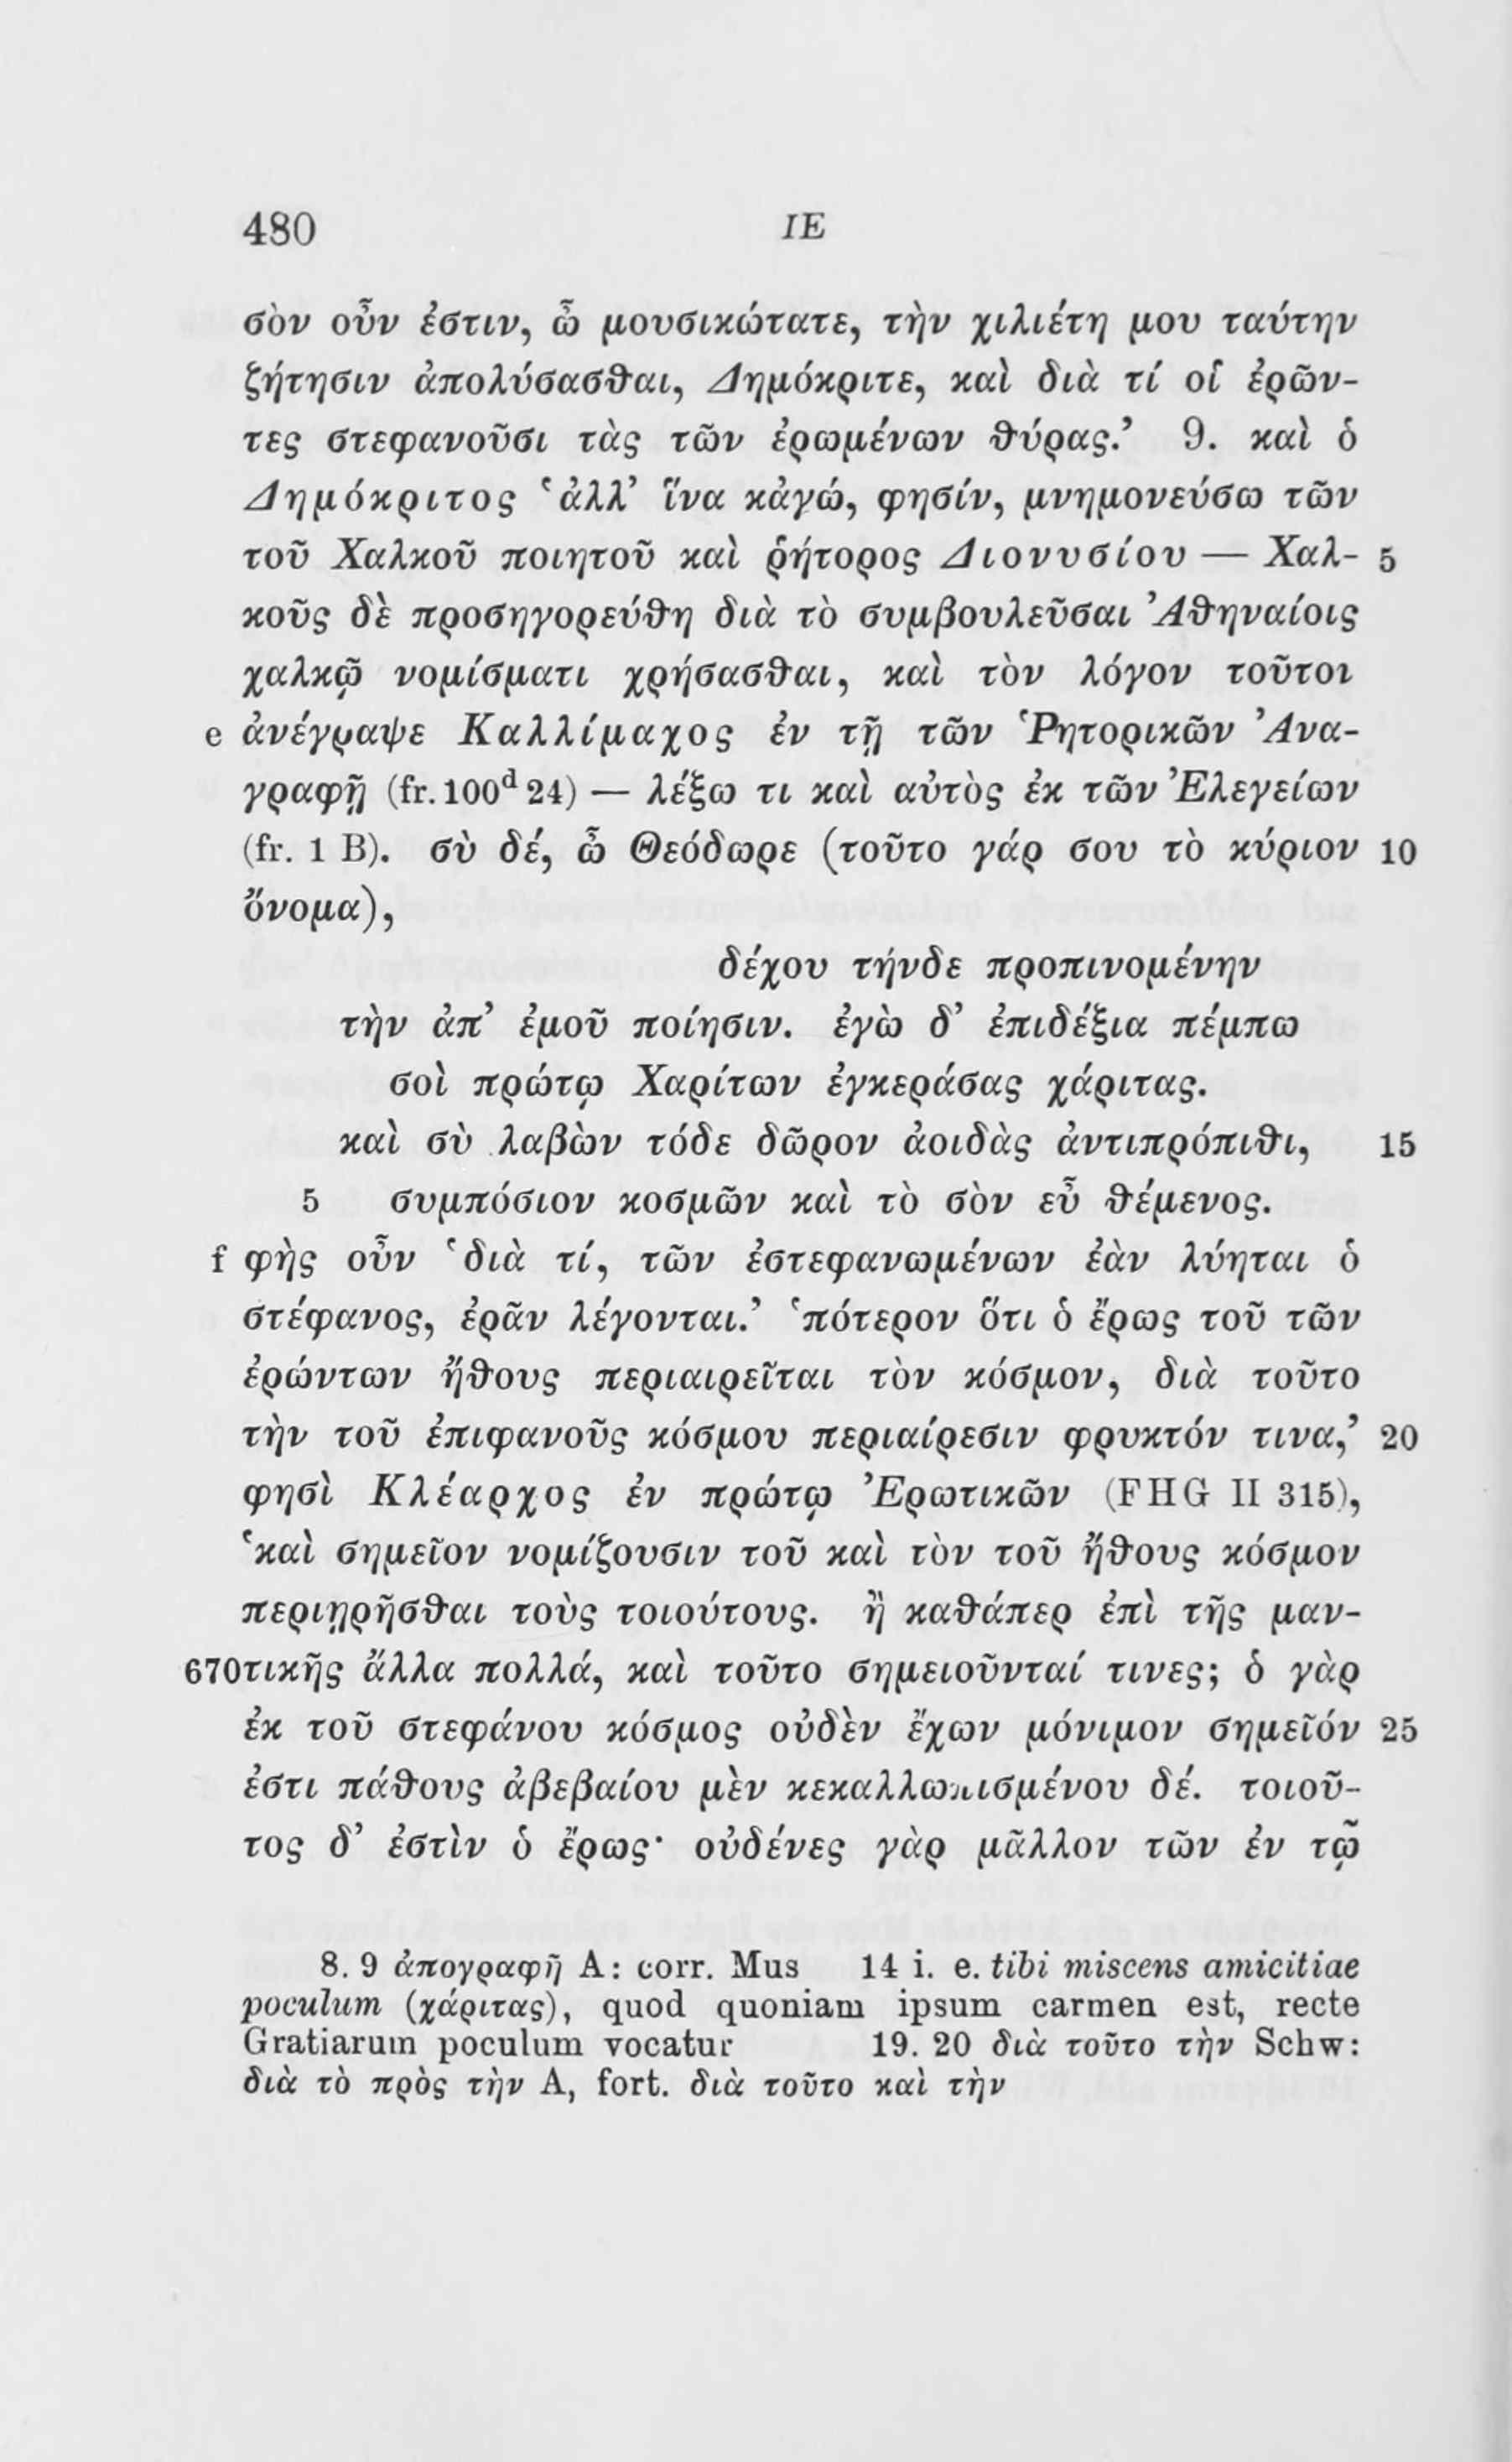 480 IE
σὸν οὖν ἐστιν, ὦ μουσικώτατε, τὴν χιλιέτη μου ταύτην
ζήτησιν ἀπολύσασθαι, Δημόκριτε, καὶ διὰ τί οἱ ἐρῶν-
τες στεφανοῦσι τὰς τῶν ἐρωμένων θύρας.’ 9. καὶ ὁ
Δημόκριτος ‘ἀλλ’ ἵνα κἀγώ, φησίν, μνημονεύσω τῶν
τοῦ Χαλκοῦ ποιητοῦ καὶ ῥήτορος Διονυσίου — Χαλ- 5
κοῦς δὲ προσηγορεύθη διὰ τὸ συμβουλεῦσαι Ἀθηναίοις
χαλκῷ νομίσματι χρήσασθαι, καὶ τὸν λόγον τοῦτοι
e ἀνέγραψε Καλλίμαχος ἐν τῇ τῶν Ῥητορικῶν Ἀνα-
γραφῇ (fr. 100ᵈ 24) — λέξω τι καὶ αὐτὸς ἐκ τῶν Ἐλεγείων
(fr. 1 B). σὺ δέ, ὦ Θεόδωρε (τοῦτο γάρ σου τὸ κύριον 10
ὄνομα),
δέχου τήνδε προπινομένην
τὴν ἀπ’ ἐμοῦ ποίησιν. ἐγὼ δ’ ἐπιδέξια πέμπω
σοὶ πρώτῳ Χαρίτων ἐγκεράσας χάριτας.
καὶ σὺ λαβὼν τόδε δῶρον ἀοιδὰς ἀντιπρόπιθι, 15
5 συμπόσιον κοσμῶν καὶ τὸ σὸν εὖ θέμενος.
f φὴς οὖν ‘διὰ τί, τῶν ἐστεφανωμένων ἐὰν λύηται ὁ
στέφανος, ἐρᾶν λέγονται.’ ‘πότερον ὅτι ὁ ἔρως τοῦ τῶν
ἐρώντων ἤθους περιαιρεῖται τὸν κόσμον, διὰ τοῦτο
τὴν τοῦ ἐπιφανοῦς κόσμου περιαίρεσιν φρυκτόν τινα,’ 20
φησὶ Κλέαρχος ἐν πρώτῳ Ἐρωτικῶν (FHG II 315),
‘καὶ σημεῖον νομίζουσιν τοῦ καὶ τὸν τοῦ ἤθους κόσμον
περιῃρῆσθαι τοὺς τοιούτους. ἢ καθάπερ ἐπὶ τῆς μαν-
670 τικῆς ἄλλα πολλά, καὶ τοῦτο σημειοῦνταί τινες; ὁ γὰρ
ἐκ τοῦ στεφάνου κόσμος οὐδὲν ἔχων μόνιμον σημεῖόν 25
ἐστι πάθους ἀβεβαίου μὲν κεκαλλωπισμένου δέ. τοιοῦ-
τος δ’ ἐστὶν ὁ ἔρως· οὐδένες γὰρ μᾶλλον τῶν ἐν τῷ
8. 9 ἀπογραφῆ A: corr. Mus 14 i. e. tibi miscens amicitiae
poculum (χάριτας), quod quoniam ipsum carmen est, recte
Gratiarum poculum vocatur 19. 20 διὰ τοῦτο τὴν Schw:
διὰ τὸ πρὸς τὴν A, fort. διὰ τοῦτο καὶ τὴν